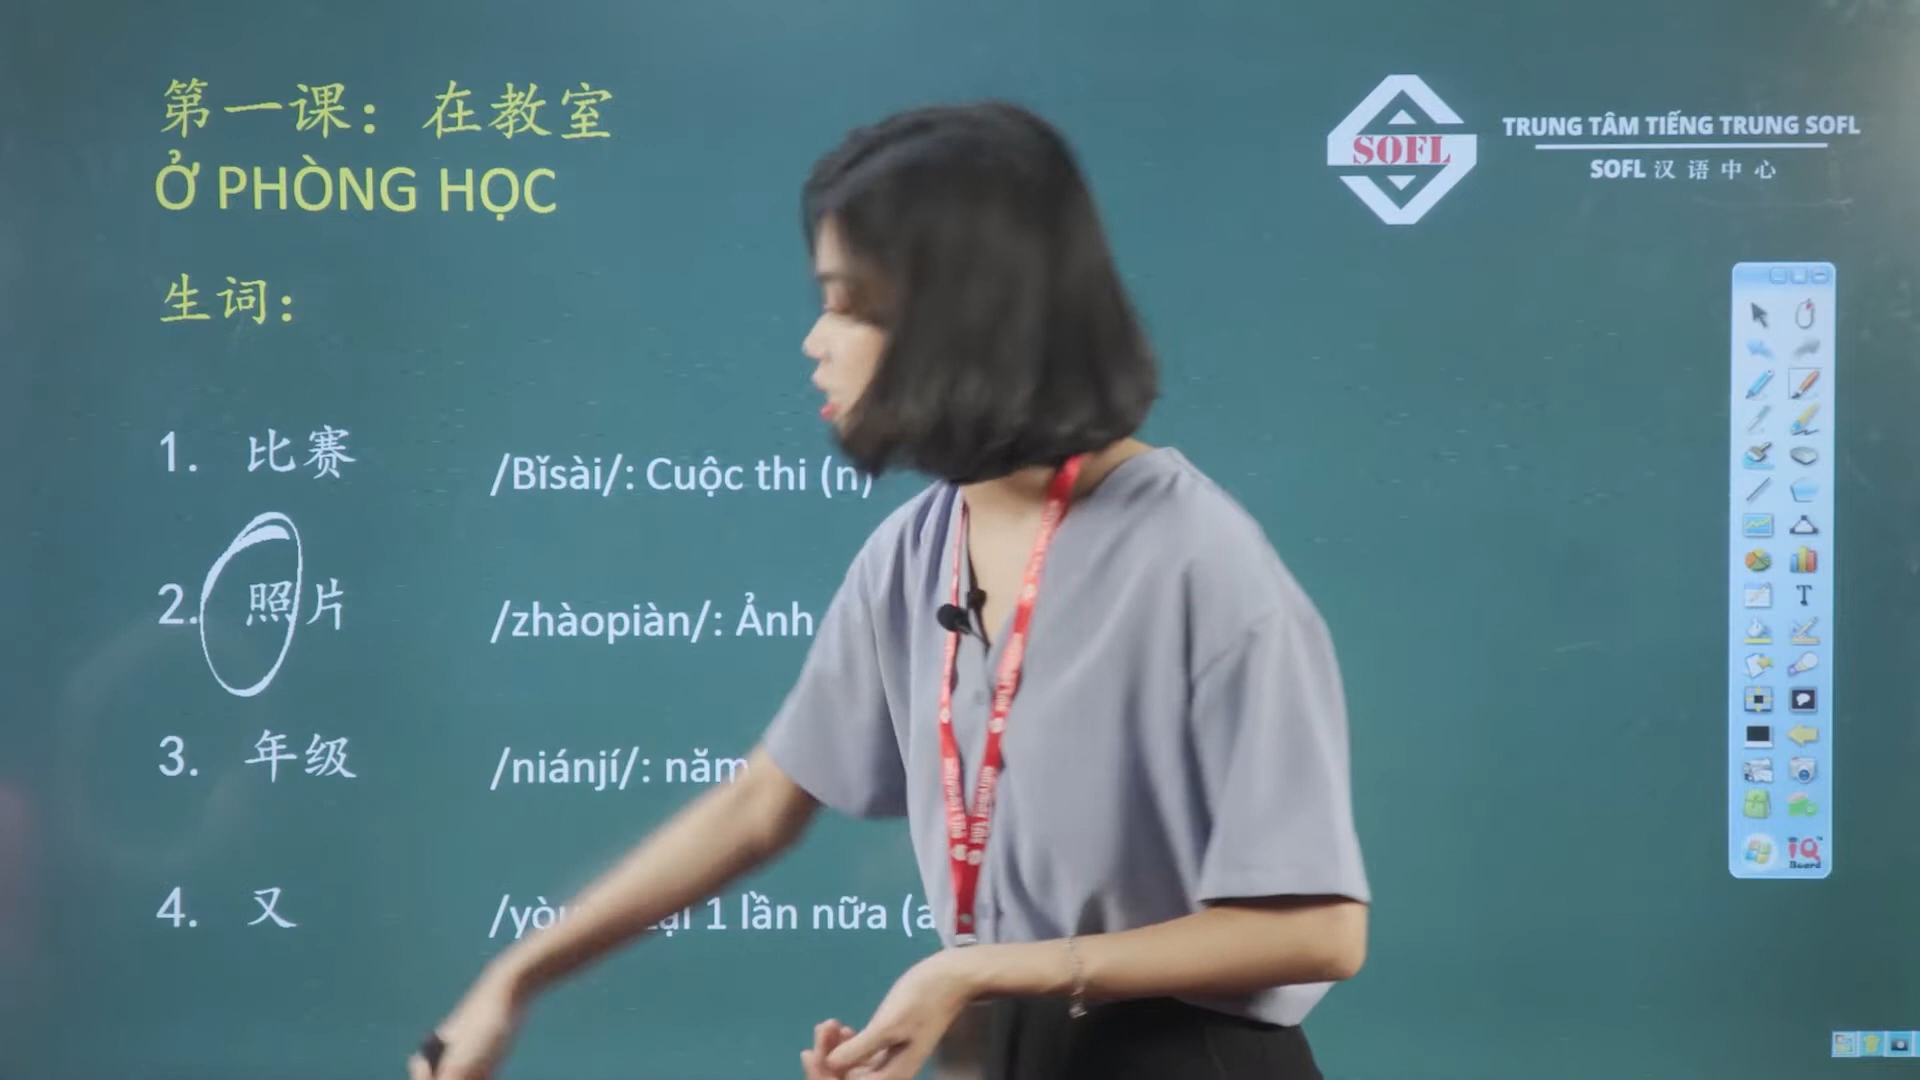 第一课：在教室
Ở PHÒNG HỌC
生词：
1. 比赛 /Bǐsài/: Cuộc thi (n)
2. 照片 /zhàopiàn/: Ảnh
3. 年级 /niánjí/: năm
4. 又 1 lần nữa
SOFL
TRUNG TÂM TIẾNG TRUNG SOFL
SOFL 汉语中心
T
iQ
Board